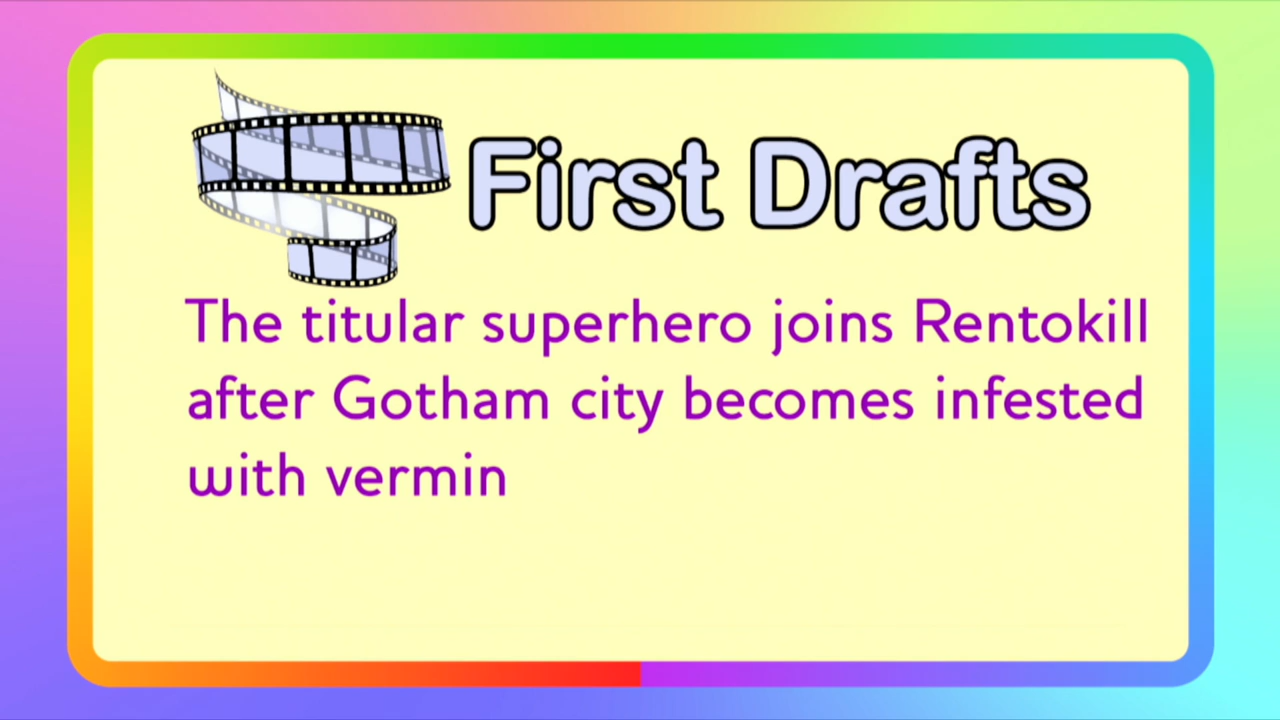 First Drafts
The titular superhero joins Rentokill
after Gotham city becomes infested
with vermin